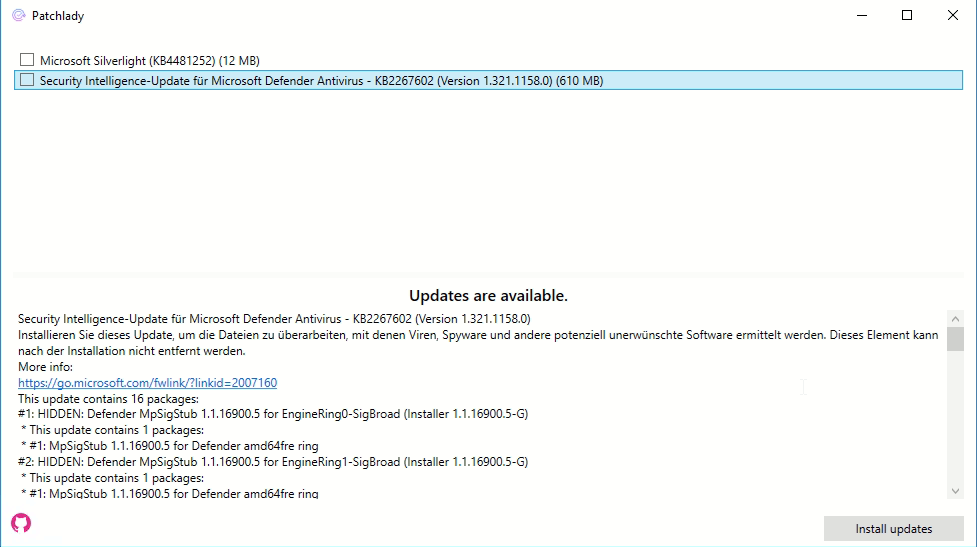 Patchlady
Microsoft Silverlight (KB4481252) (12 MB)
Security Intelligence-Update für Microsoft Defender Antivirus - KB2267602 (Version 1.321.1158.0) (610 MB)
Updates are available.
Security Intelligence-Update für Microsoft Defender Antivirus - KB2267602 (Version 1.321.1158.0)
Installieren Sie dieses Update, um die Dateien zu überarbeiten, mit denen Viren, Spyware und andere potenziell unerwünschte Software ermittelt werden. Dieses Element kann
nach der Installation nicht entfernt werden.
More info:
https://go.microsoft.com/fwlink/?linkid=2007160
This update contains 16 packages:
#1: HIDDEN: Defender MpSigStub 1.1.16900.5 for EngineRing0-SigBroad (Installer 1.1.16900.5-G)
* This update contains 1 packages:
* #1: MpSigStub 1.1.16900.5 for Defender amd64fre ring
#2: HIDDEN: Defender MpSigStub 1.1.16900.5 for EngineRing1-SigBroad (Installer 1.1.16900.5-G)
* This update contains 1 packages:
* #1: MpSigStub 1.1.16900.5 for Defender amd64fre ring
Install updates